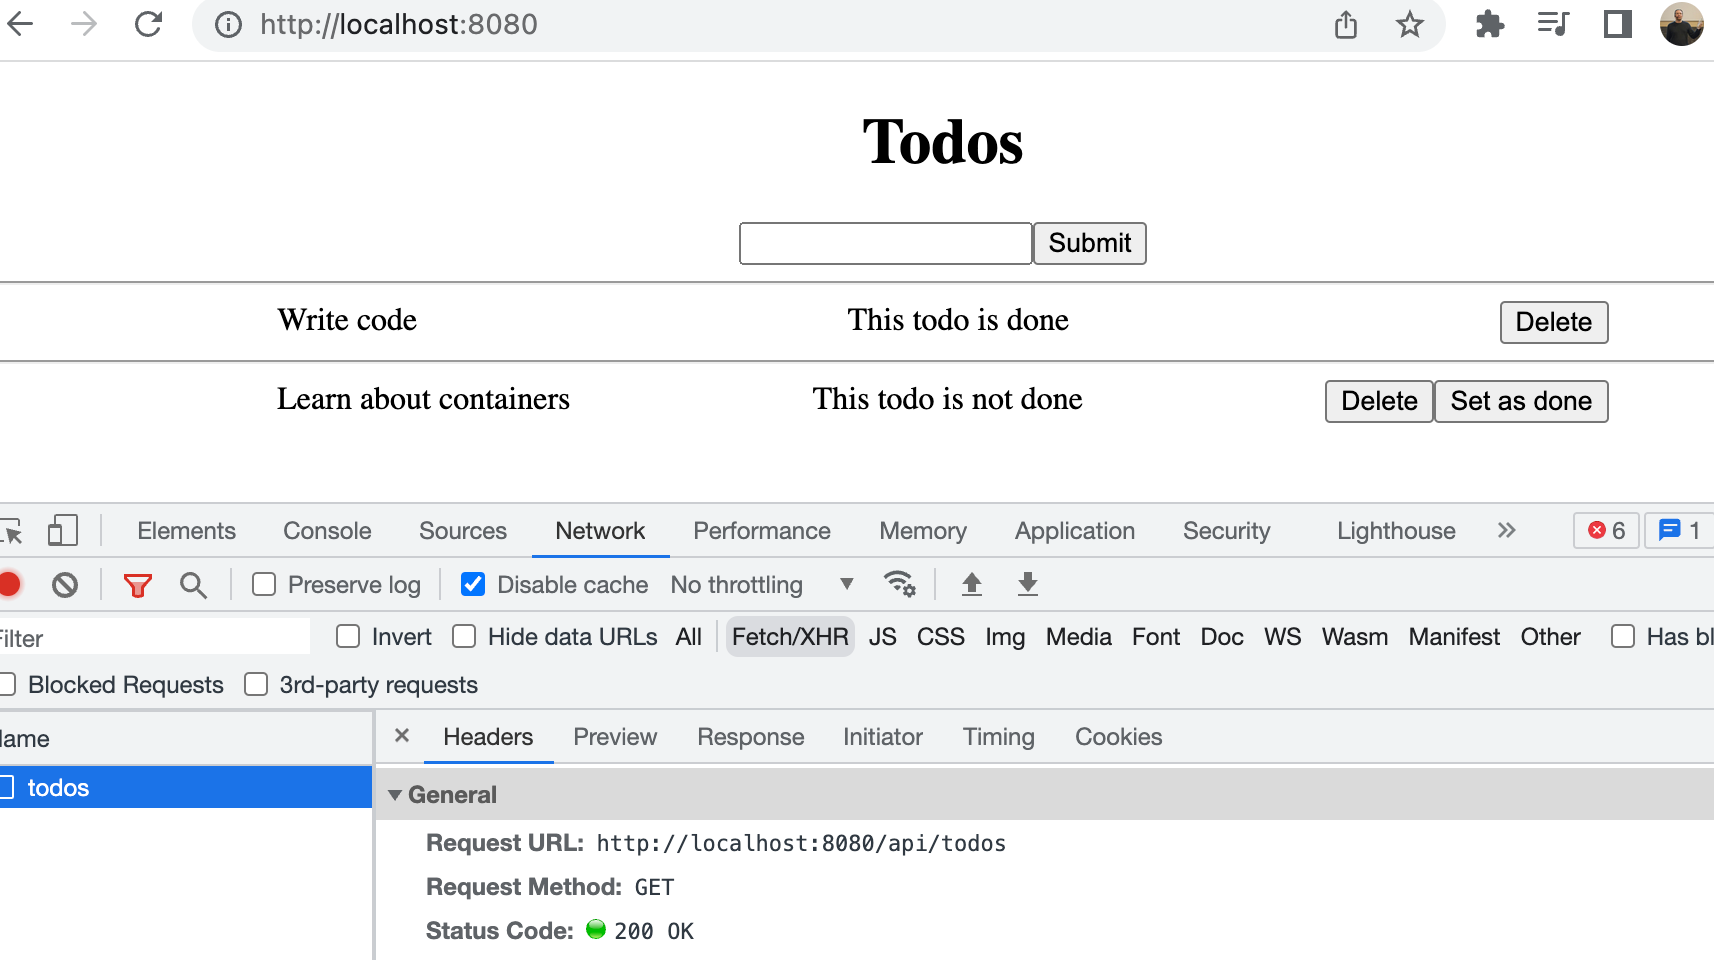 http://localhost:8080
Todos
Submit
Write code This todo is done Delete
Learn about containers This todo is not done Delete Set as done
Elements Console Sources Network Performance Memory Application Security Lighthouse 6 1
Preserve log Disable cache No throttling
Filter Invert Hide data URLs All Fetch/XHR JS CSS Img Media Font Doc WS Wasm Manifest Other Has bl
Blocked Requests 3rd-party requests
lame Headers Preview Response Initiator Timing Cookies
todos
General
Request URL: http://localhost:8080/api/todos
Request Method: GET
Status Code: 200 OK